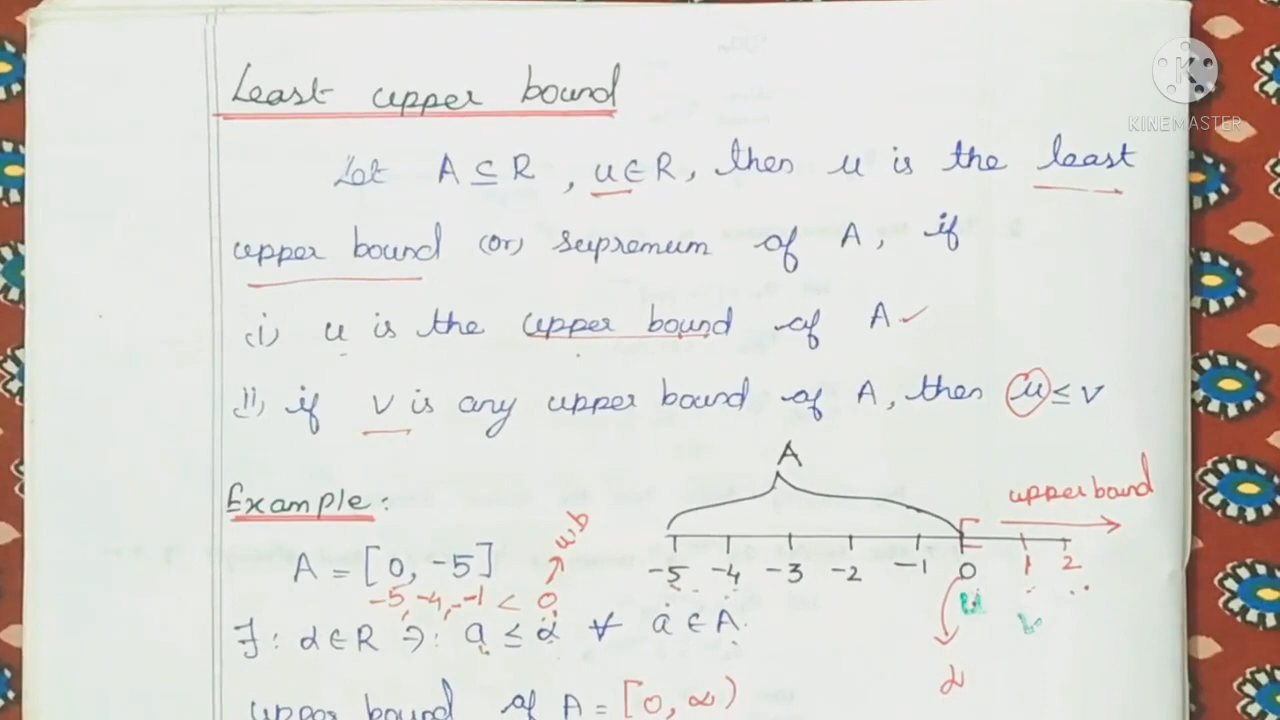 Least upper bound
Let A ⊆ R, u ∈ R, then u is the least
upper bound (or) supremum of A, if
(i) u is the upper bound of A ✓
(ii) if v is any upper bound of A, then u ≤ v
Example:
A = [0, -5]
-5, -4, -1 < 0 → u.b
∃: α ∈ R ∋: a ≤ α ∀ a ∈ A.
upper bound of A = [0, ∞)
A
upper bound
-5 -4 -3 -2 -1 0 1 2
u
α
K
KINEMASTER